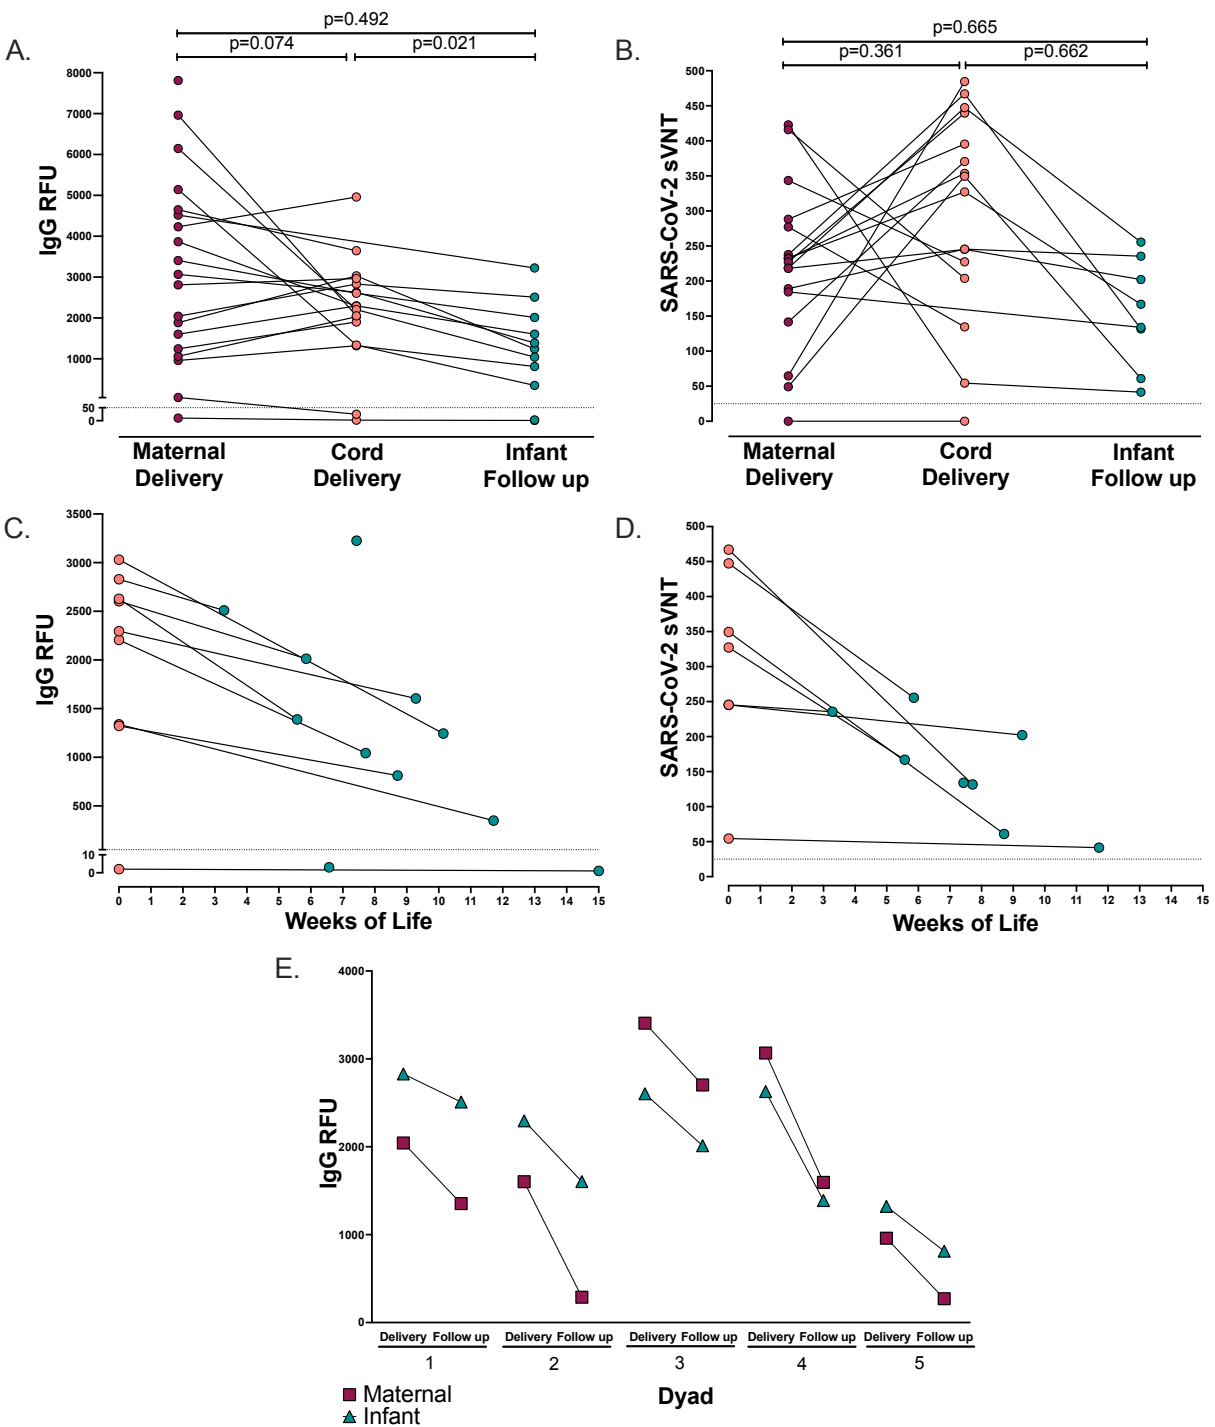 p=0.492
p=0.074
p=0.021
A.
8000
7000
6000
5000
4000
3000
2000
1000
50
0
IgG RFU
Maternal Delivery
Cord Delivery
Infant Follow up
p=0.665
p=0.361
p=0.662
B.
500
450
400
350
300
250
200
150
100
50
0
SARS-CoV-2 sVNT
Maternal Delivery
Cord Delivery
Infant Follow up
C.
3500
3000
2500
2000
1500
1000
500
10
0
IgG RFU
0 1 2 3 4 5 6 7 8 9 10 11 12 13 14 15
Weeks of Life
D.
500
450
400
350
300
250
200
150
100
50
0
SARS-CoV-2 sVNT
0 1 2 3 4 5 6 7 8 9 10 11 12 13 14 15
Weeks of Life
E.
4000
3000
2000
1000
0
IgG RFU
Delivery Follow up Delivery Follow up Delivery Follow up Delivery Follow up Delivery Follow up
1 2 3 4 5
Dyad
Maternal
Infant